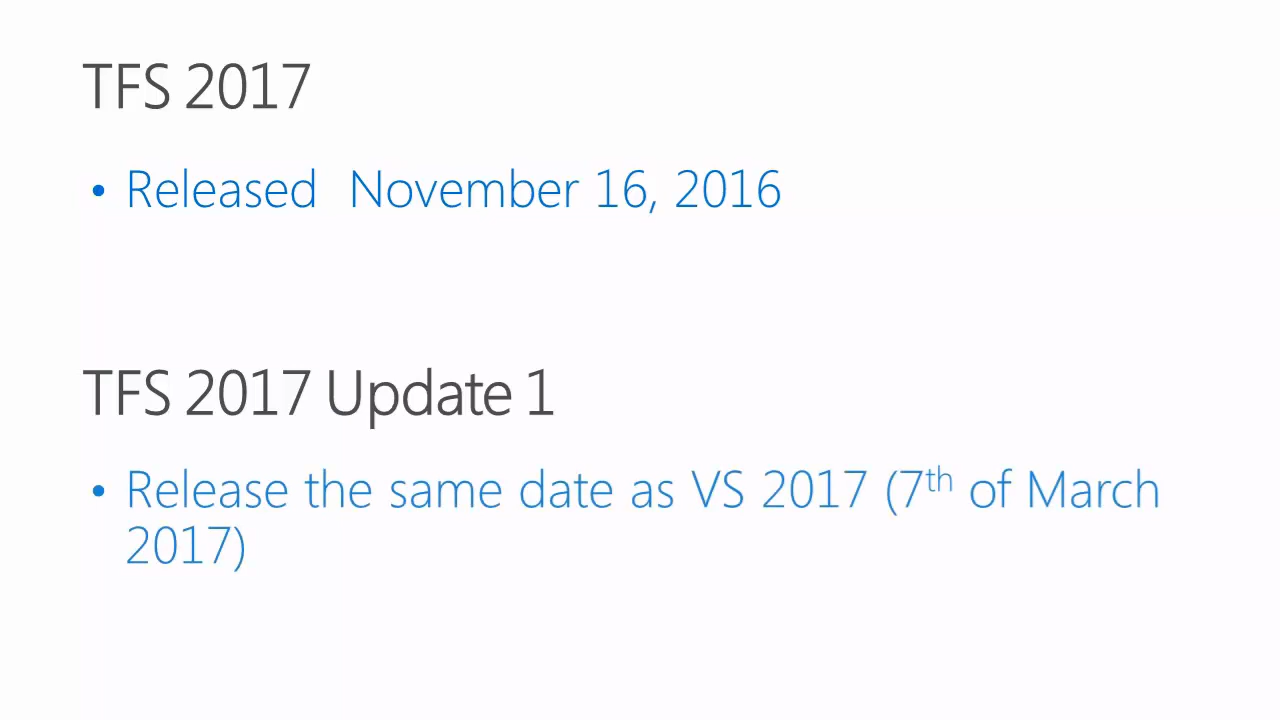 TFS 2017
• Released  November 16, 2016
TFS 2017 Update 1
• Release the same date as VS 2017 (7th of March
2017)